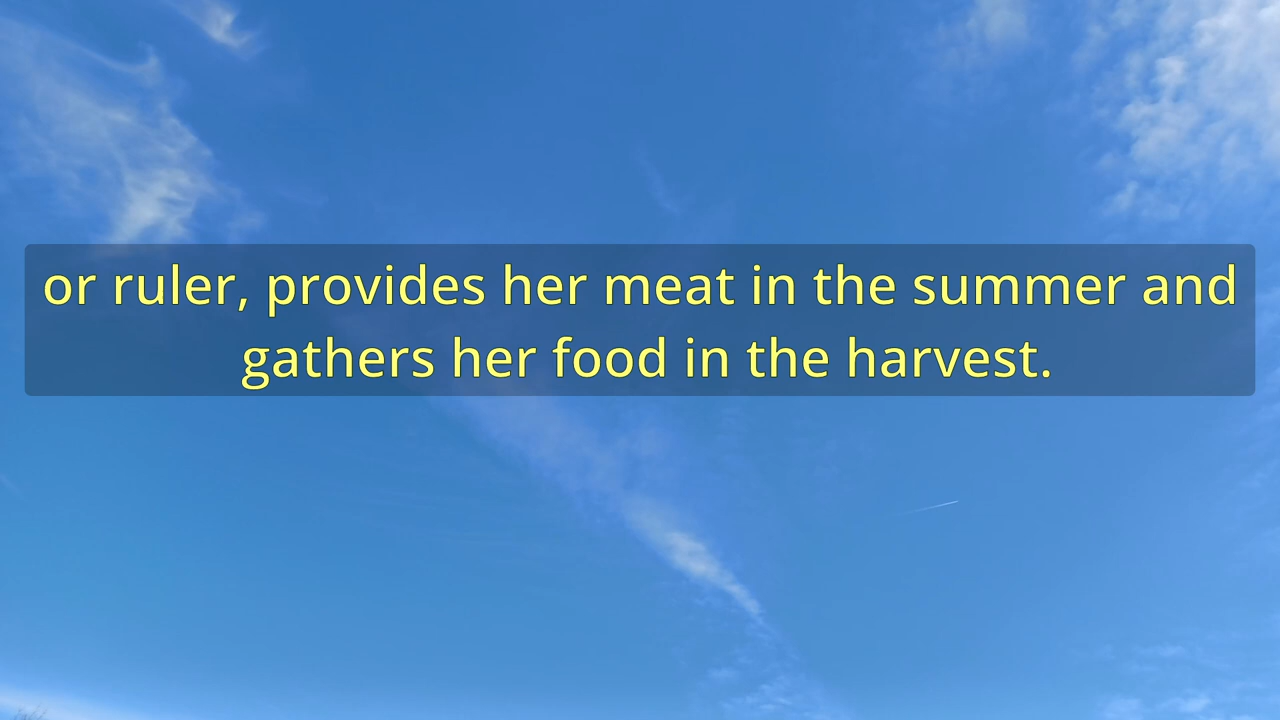 or ruler, provides her meat in the summer and
gathers her food in the harvest.